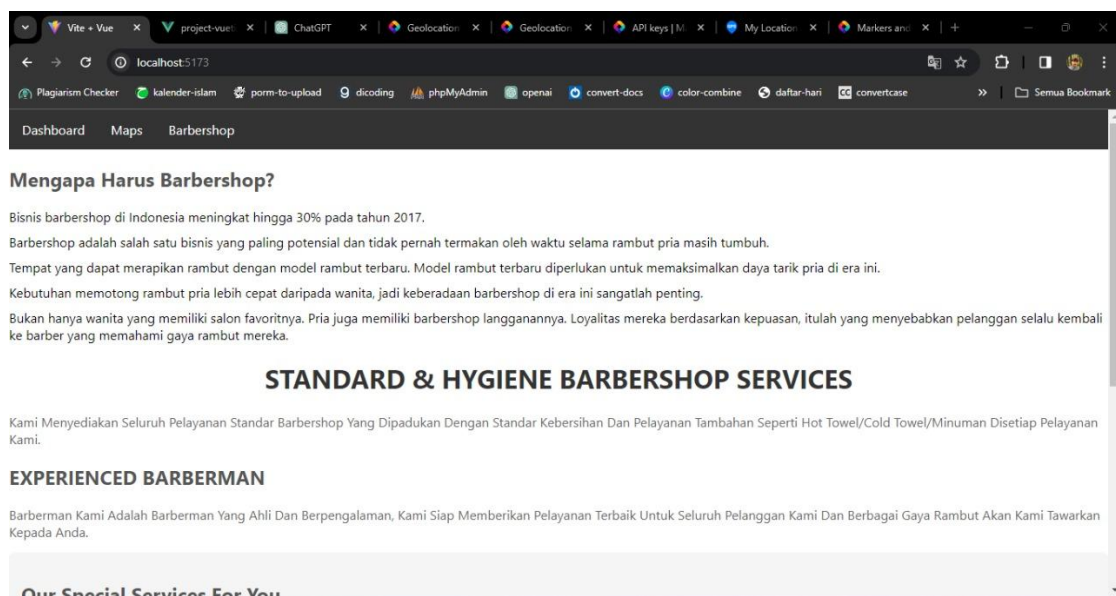 Vite + Vue
project-vuet
ChatGPT
Geolocation
Geolocation
API keys | M
My Location
Markers and
localhost:5173
Plagiarism Checker kalender-islam porm-to-upload dicoding phpMyAdmin openai convert-docs color-combine daftar-hari CC convertcase » Semua Bookmark
Dashboard Maps Barbershop
Mengapa Harus Barbershop?
Bisnis barbershop di Indonesia meningkat hingga 30% pada tahun 2017.
Barbershop adalah salah satu bisnis yang paling potensial dan tidak pernah termakan oleh waktu selama rambut pria masih tumbuh.
Tempat yang dapat merapikan rambut dengan model rambut terbaru. Model rambut terbaru diperlukan untuk memaksimalkan daya tarik pria di era ini.
Kebutuhan memotong rambut pria lebih cepat daripada wanita, jadi keberadaan barbershop di era ini sangatlah penting.
Bukan hanya wanita yang memiliki salon favoritnya. Pria juga memiliki barbershop langganannya. Loyalitas mereka berdasarkan kepuasan, itulah yang menyebabkan pelanggan selalu kembali
ke barber yang memahami gaya rambut mereka.
STANDARD & HYGIENE BARBERSHOP SERVICES
Kami Menyediakan Seluruh Pelayanan Standar Barbershop Yang Dipadukan Dengan Standar Kebersihan Dan Pelayanan Tambahan Seperti Hot Towel/Cold Towel/Minuman Disetiap Pelayanan
Kami.
EXPERIENCED BARBERMAN
Barberman Kami Adalah Barberman Yang Ahli Dan Berpengalaman, Kami Siap Memberikan Pelayanan Terbaik Untuk Seluruh Pelanggan Kami Dan Berbagai Gaya Rambut Akan Kami Tawarkan
Kepada Anda.
Our Special Services For You